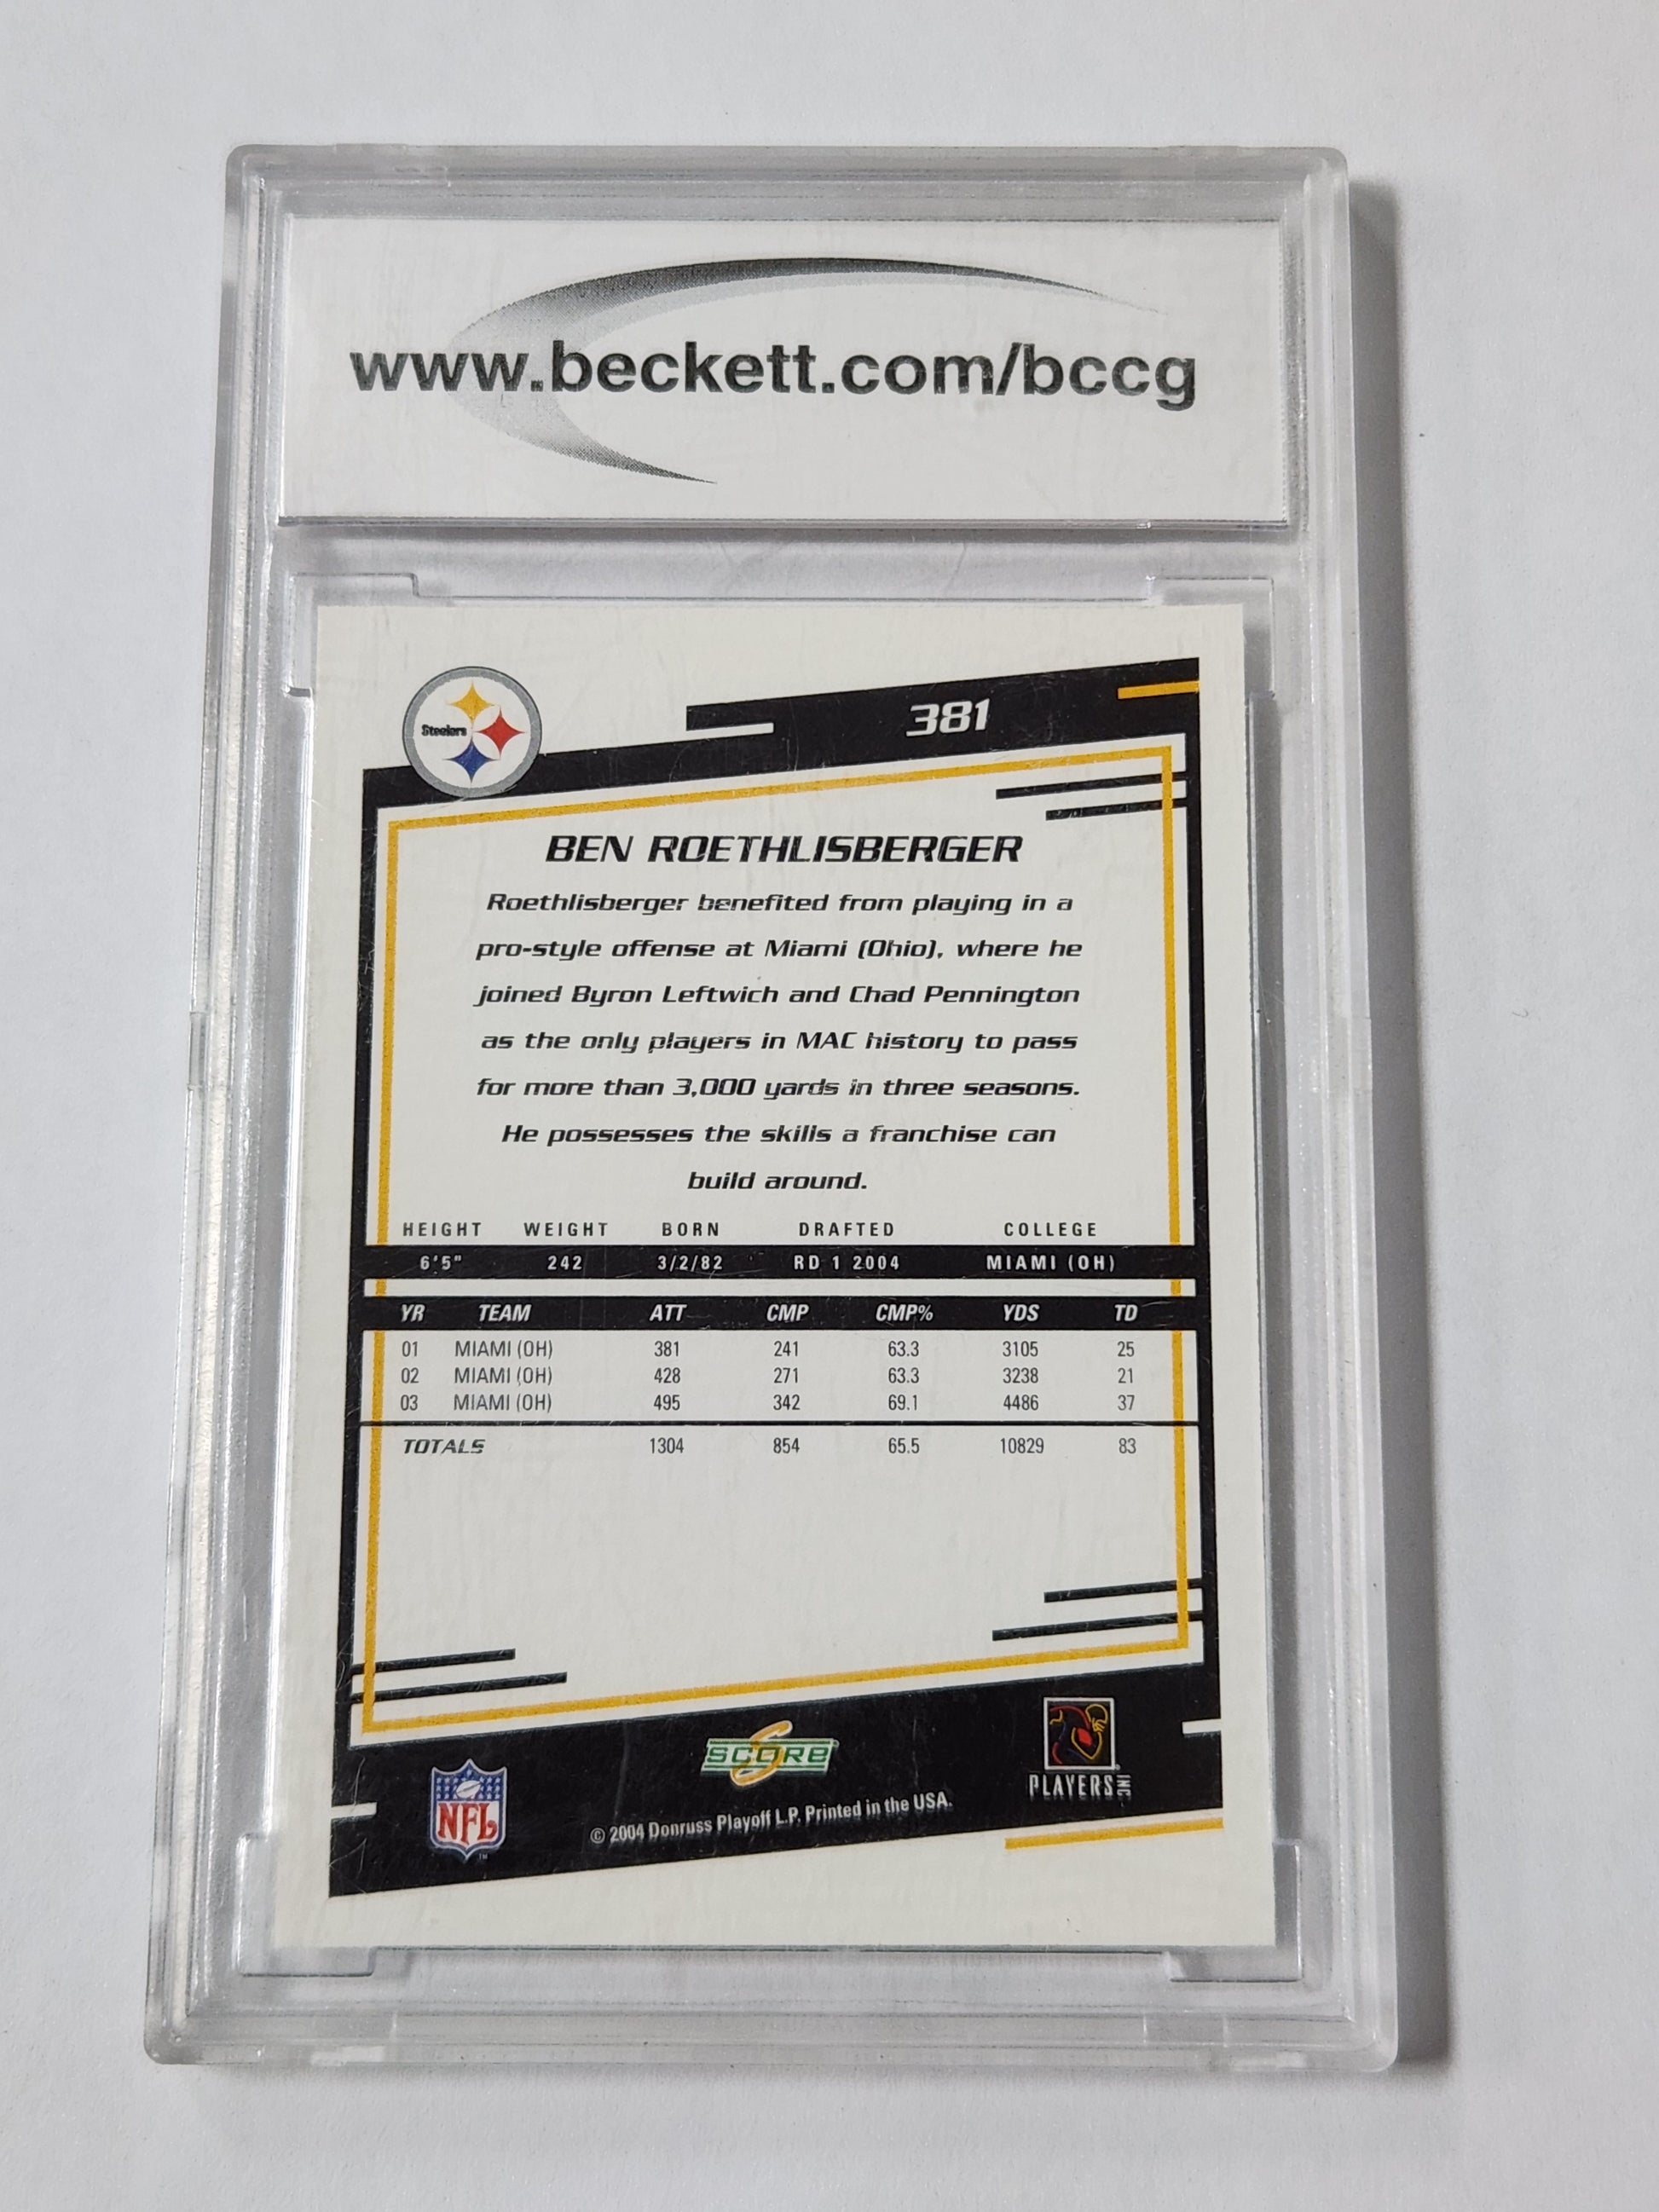 www.beckett.com/bccg
Steelers
381
BEN ROETHLISBERGER
Roethlisberger benefited from playing in a
pro-style offense at Miami (Ohio), where he
joined Byron Leftwich and Chad Pennington
as the only players in MAC history to pass
for more than 3,000 yards in three seasons.
He possesses the skills a franchise can
build around.
HEIGHT WEIGHT BORN DRAFTED COLLEGE
6'5" 242 3/2/82 RD 1 2004 MIAMI (OH)
YR TEAM ATT CMP CMP% YDS TD
01 MIAMI (OH) 381 241 63.3 3105 25
02 MIAMI (OH) 428 271 63.3 3238 21
03 MIAMI (OH) 495 342 69.1 4486 37
TOTALS 1304 854 65.5 10829 83
SCORE
NFL
TM
PLAYERS INC
© 2004 Donruss Playoff L.P. Printed in the USA.